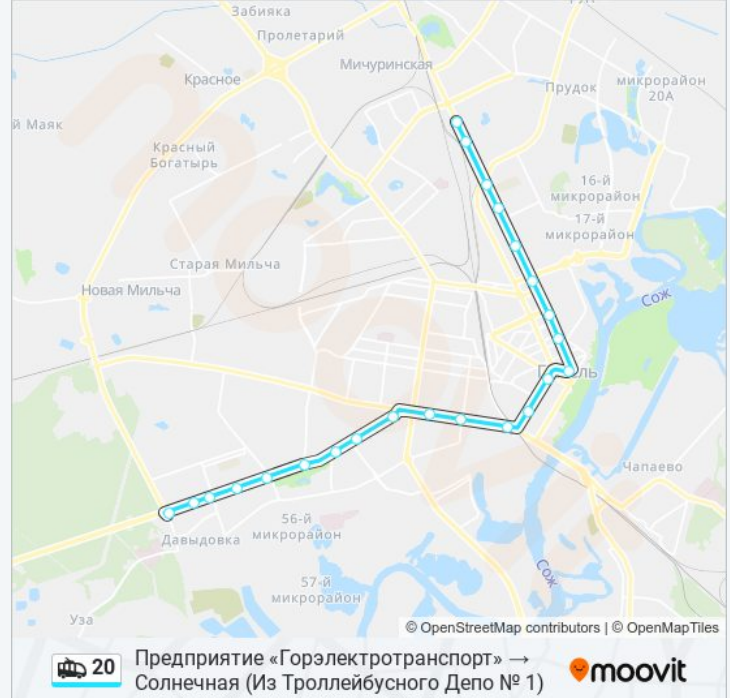 Забияка
Пролетарий
Мичуринская
Красное
Прудок
микрорайон
20А
й Маяк
Красный
Богатырь
16-й
микрорайон
17-й
микрорайон
Старая Мильча
Новая Мильча
Сож
Г
ль
Чапаево
56-й
микрорайон
Давыдовка
Сож
57-й
микрорайон
Уза
© OpenStreetMap contributors | © OpenMapTiles
20
Предприятие «Горэлектротранспорт» →
Солнечная (Из Троллейбусного Депо № 1)
moovit